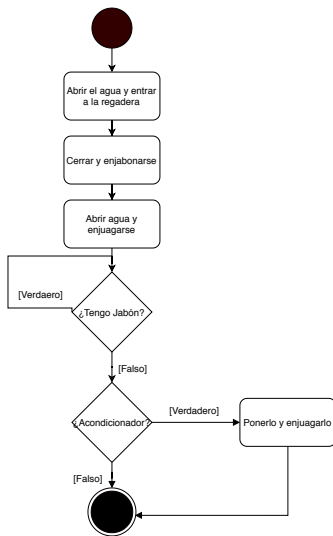 Abrir el agua y entrar
a la regadera
Cerrar y enjabonarse
Abrir agua y
enjuagarse
[Verdaero]
¿Tengo Jabón?
[Falso]
¿Acondicionador?
[Verdadero]
Ponerlo y enjuagarlo
[Falso]